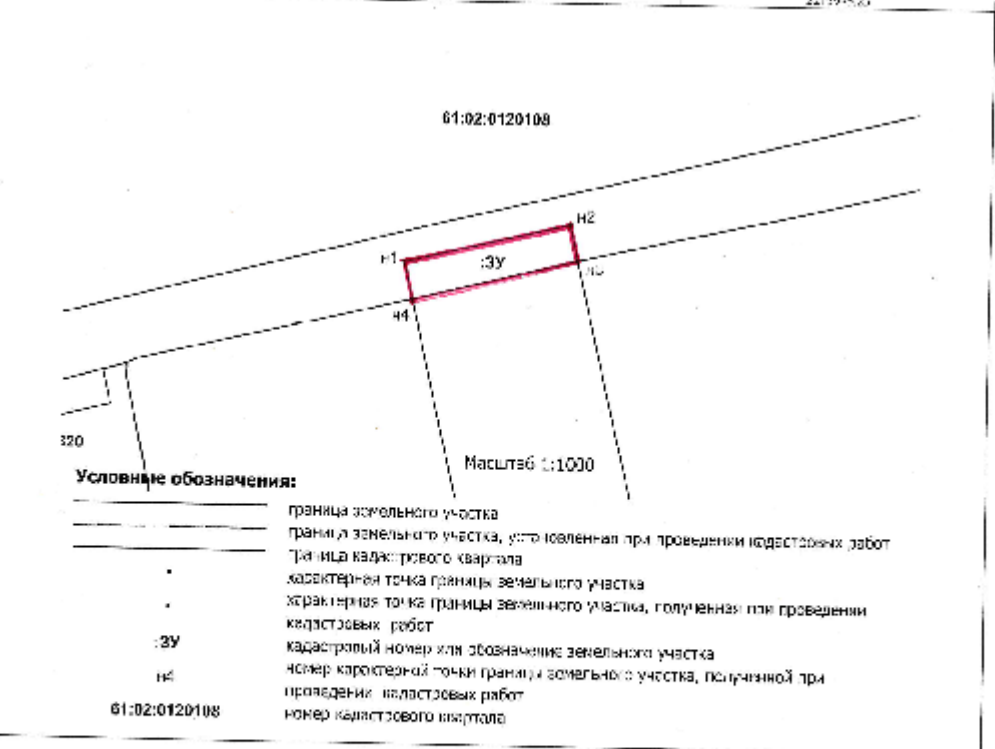 61:02:0120108
н2
н1
:ЗУ
н4
320
Масштаб 1:1000
Условные обозначения:
граница земельного участка
граница земельного участка, установленная при проведении кадастровых работ
граница кадастрового квартала
характерная точка границы земельного участка
характерная точка границы земельного участка, полученная при проведении
кадастровых работ
:ЗУ
кадастровый номер или обозначение земельного участка
н4
номер характерной точки границы земельного участка, полученной при
проведении кадастровых работ
61:02:0120108
номер кадастрового квартала